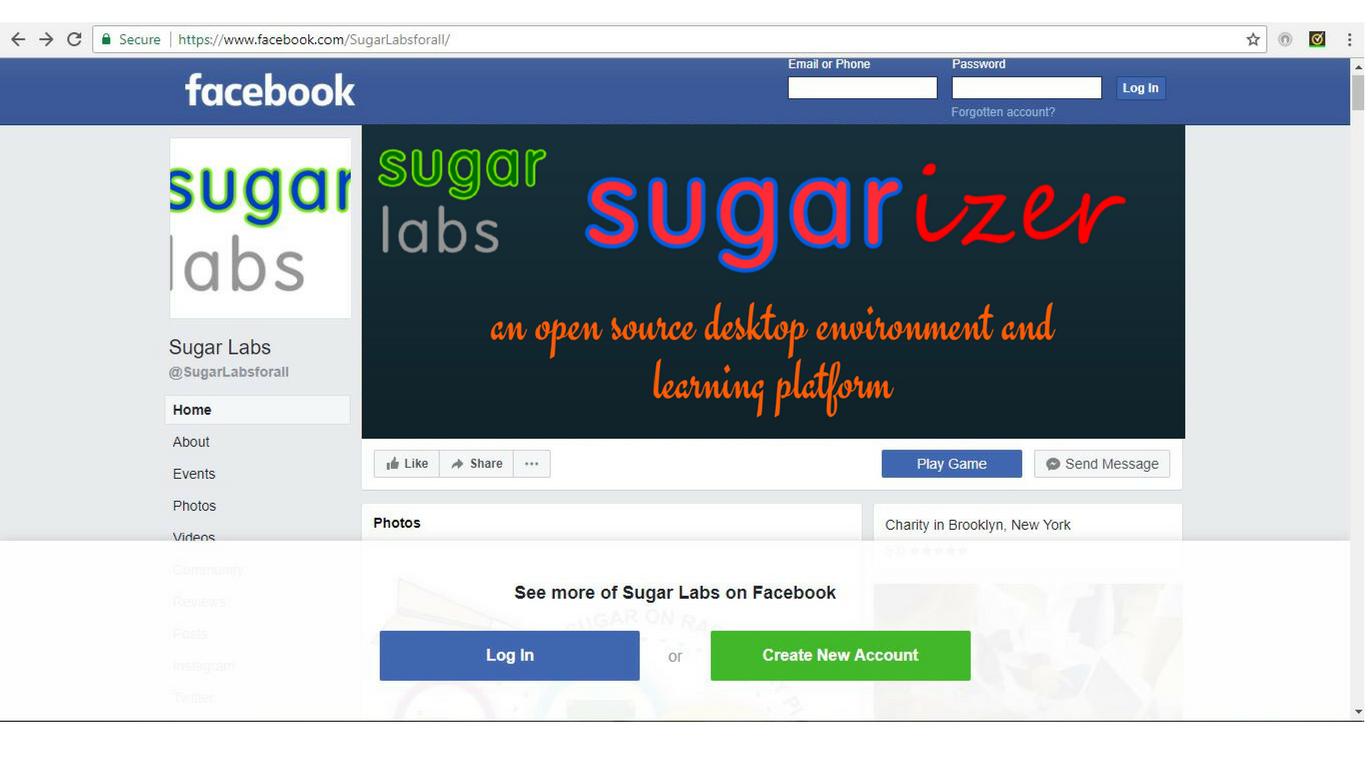 Secure | https://www.facebook.com/SugarLabsforall/
facebook
Email or Phone
Password
Log In
Forgotten account?
sugar
labs
sugar
labs
sugarizer
an open source desktop environment and
learning platform
Sugar Labs
@SugarLabsforall
Home
About
Events
Photos
Videos
Community
Reviews
Posts
Instagram
Twitter
Like
Share
...
Play Game
Send Message
Photos
Charity in Brooklyn, New York
See more of Sugar Labs on Facebook
SUGAR ON
Log In
or
Create New Account